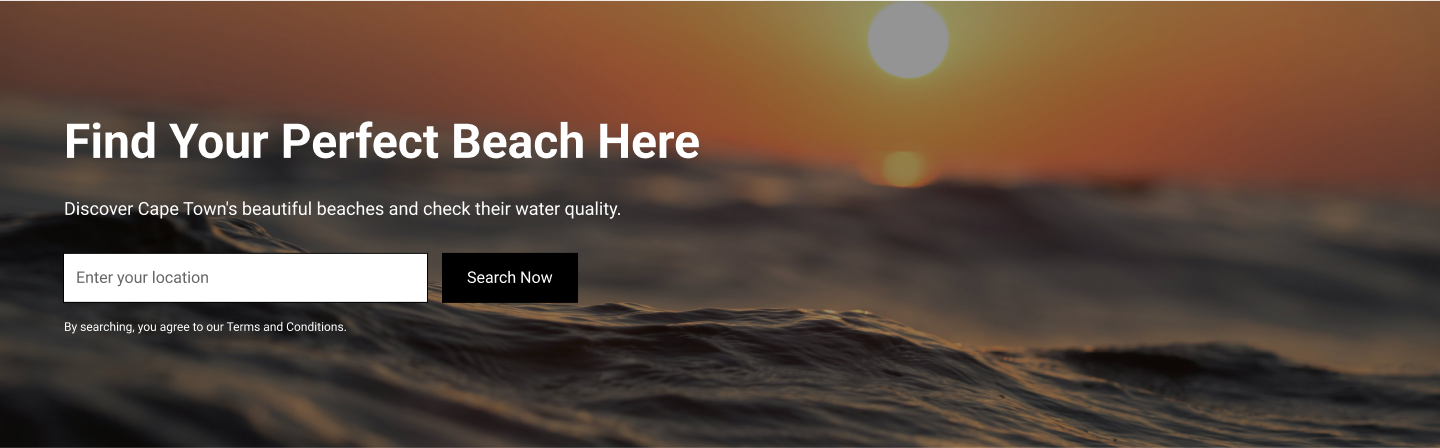 Find Your Perfect Beach Here
Discover Cape Town's beautiful beaches and check their water quality.
Enter your location
Search Now
By searching, you agree to our Terms and Conditions.